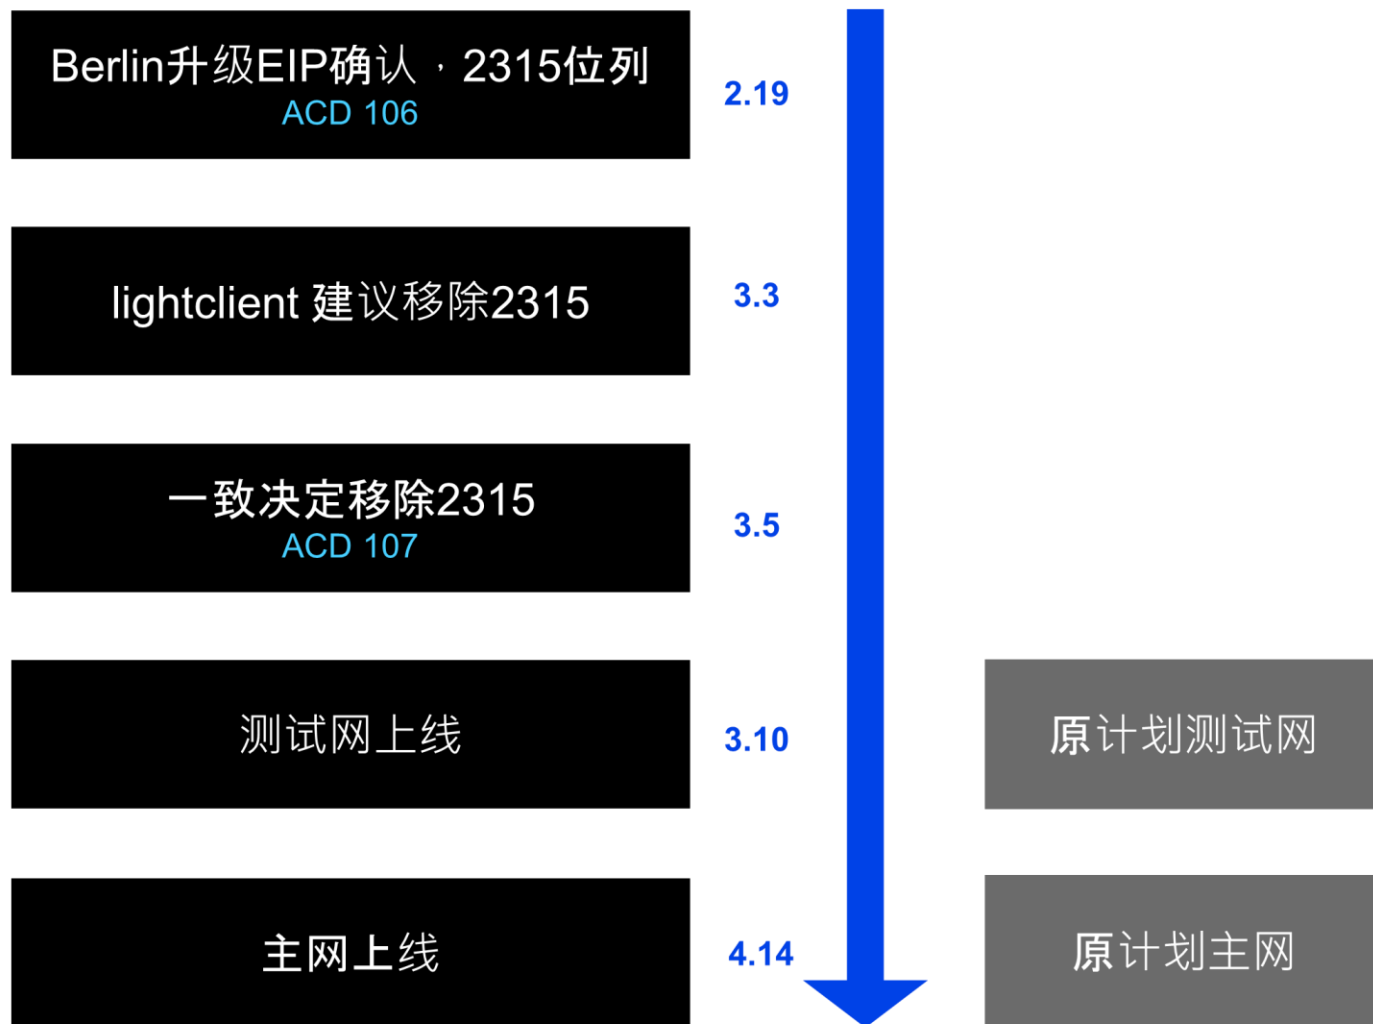 Berlin升级EIP确认，2315位列
ACD 106
2.19
lightclient 建议移除2315
3.3
一致决定移除2315
ACD 107
3.5
测试网上线
3.10
原计划测试网
主网上线
4.14
原计划主网